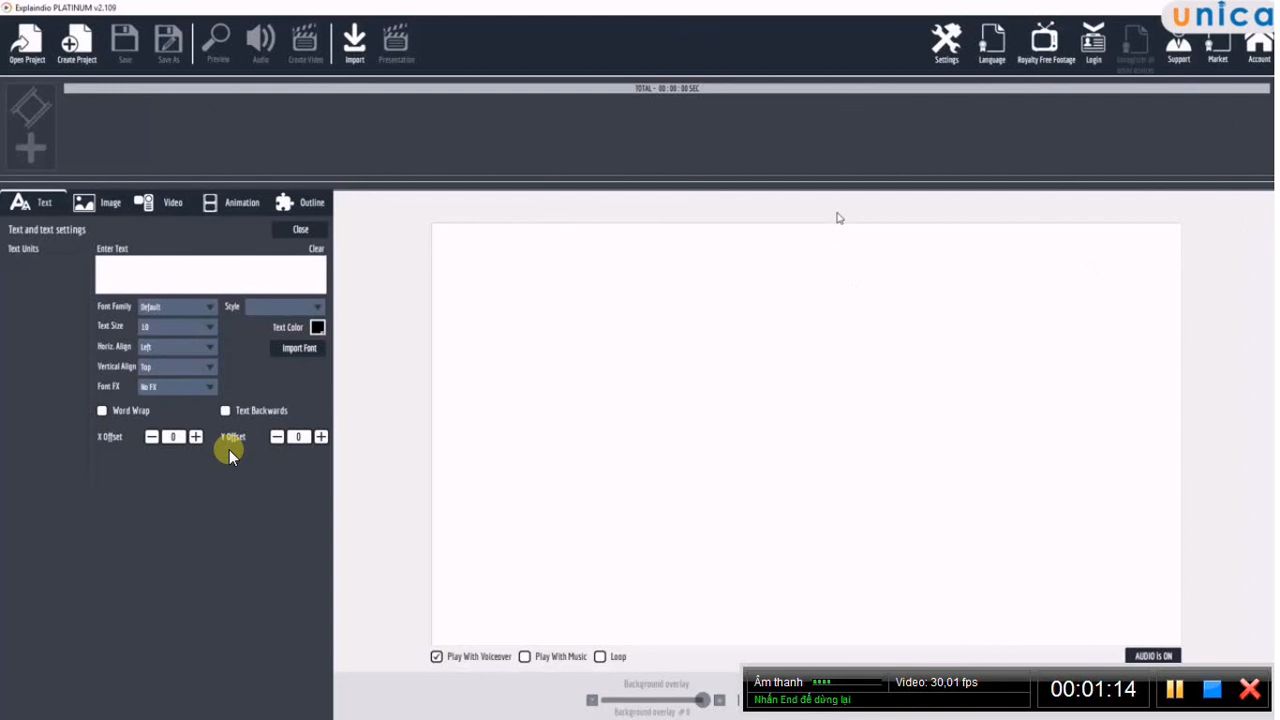 Explaindio PLATINUM v2.109
unica
Open Project
Create Project
Save
Save As
Preview
Audio
Create Video
Import
Presentation
Settings
Language
Royalty Free Footage
Login
Support
Market
Account
TOTAL - 00 : 00 : 00 SEC
Text
Image
Video
Animation
Outline
Text and text settings
Close
Text Units
Enter Text
Clear
Font Family Default Style
Text Size 10 Text Color
Horiz. Align Left Import Font
Vertical Align Top
Font FX No FX
Word Wrap Text Backwards
X Offset 0 Y Offset 0
Play With Voiceover Play With Music Loop AUDIO iS ON
Background overlay
Background overlay # 0
Âm thanh Video: 30,01 fps
Nhấn End để dừng lại
00:01:14